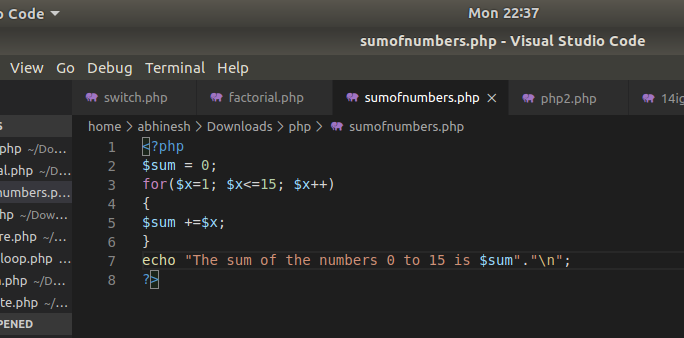 o Code
Mon 22:37
sumofnumbers.php - Visual Studio Code
View Go Debug Terminal Help
switch.php factorial.php sumofnumbers.php × php2.php 14ig
S
home > abhinesh > Downloads > php > sumofnumbers.php
php ~/Do...
al.php ~/D...
numbers.p...
hp ~/Dow...
re.php ~/D...
loop.php ...
n.php ~/D...
te.php ~/...
PENED
1 <?php
2 $sum = 0;
3 for($x=1; $x<=15; $x++)
4 {
5 $sum +=$x;
6 }
7 echo "The sum of the numbers 0 to 15 is $sum"."\n";
8 ?>